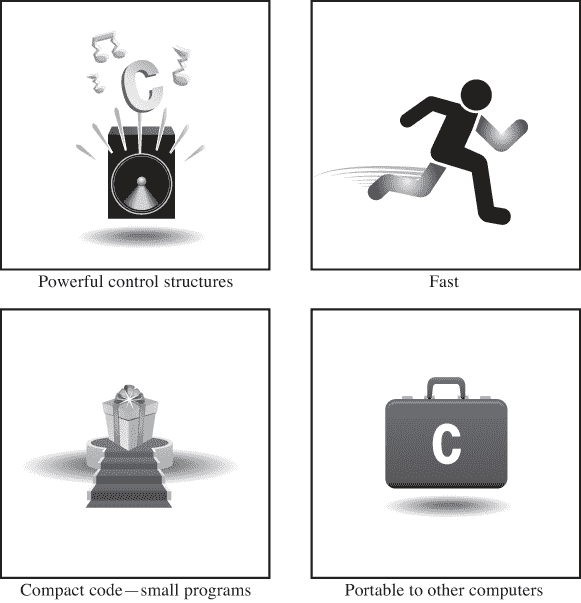 C
Powerful control structures
Fast
C
Compact code—small programs
Portable to other computers